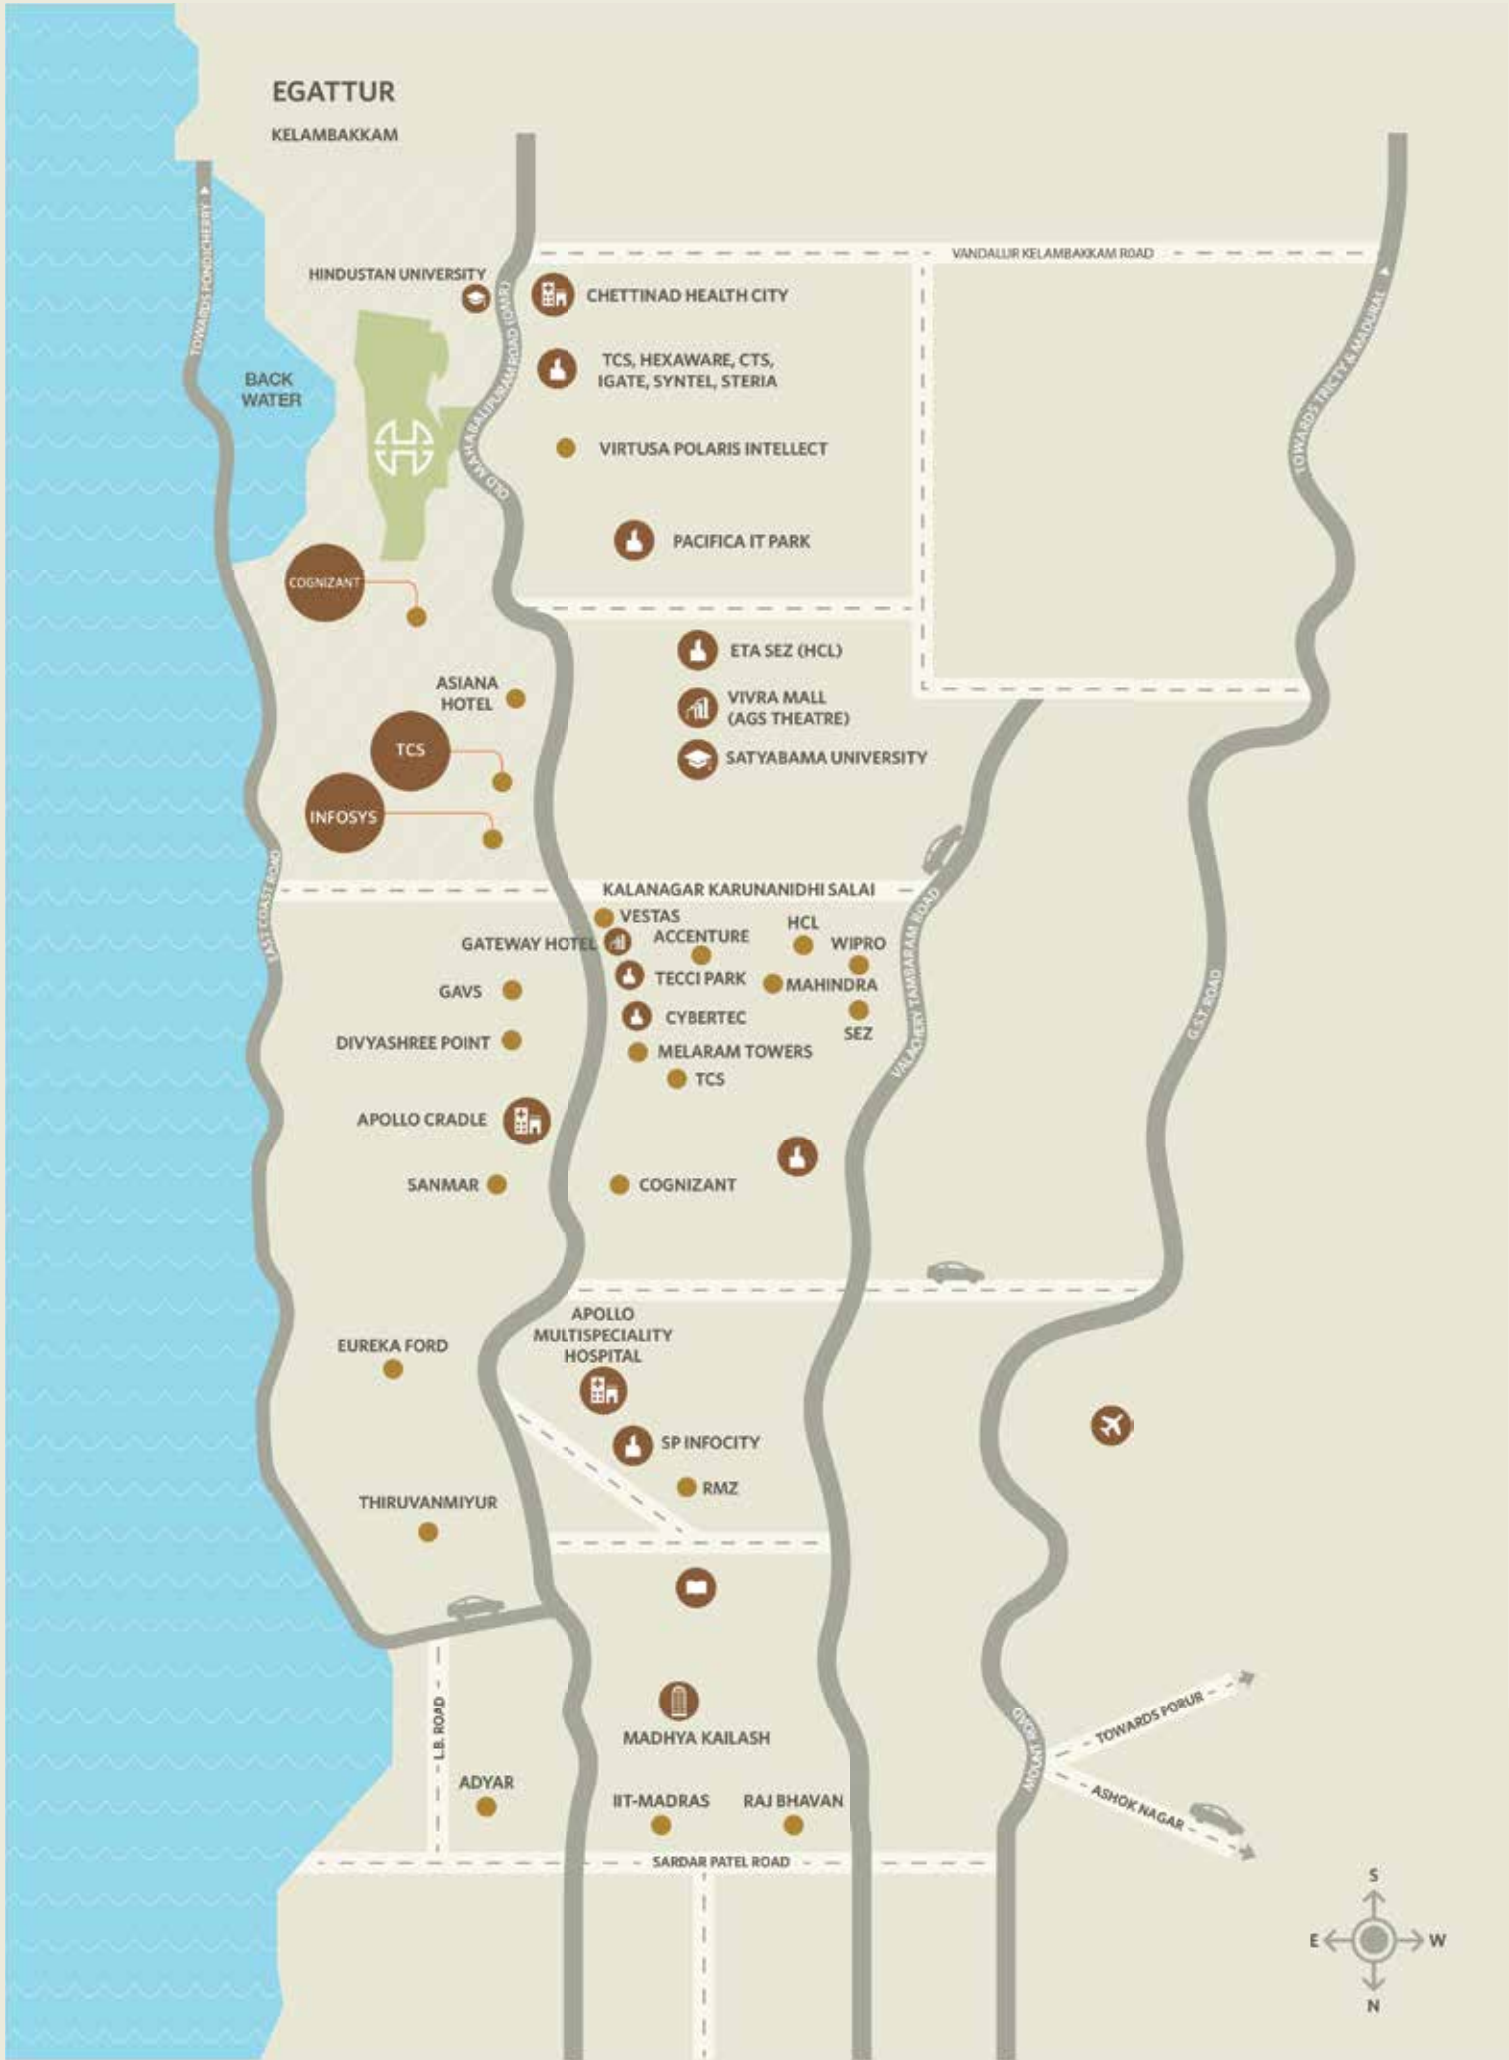 EGATTUR
KELAMBAKKAM
TOWARDS PONDICHERRY
VANDALUR KELAMBAKKAM ROAD
HINDUSTAN UNIVERSITY
CHETTINAD HEALTH CITY
OLD MAHABALIPURAM ROAD (OMR)
TOWARDS TRICTY & MADURAI
TCS, HEXAWARE, CTS,
IGATE, SYNTEL, STERIA
BACK
WATER
VIRTUSA POLARIS INTELLECT
PACIFICA IT PARK
COGNIZANT
ETA SEZ (HCL)
ASIANA
HOTEL
VIVRA MALL
(AGS THEATRE)
TCS
SATYABAMA UNIVERSITY
INFOSYS
EAST COAST ROAD
KALANAGAR KARUNANIDHI SALAI
VALACHERY TAMBARAM ROAD
VESTAS
HCL
GATEWAY HOTEL
ACCENTURE
WIPRO
TECCI PARK
MAHINDRA
GAVS
CYBERTEC
SEZ
G.S.T. ROAD
DIVYASHREE POINT
MELARAM TOWERS
TCS
APOLLO CRADLE
SANMAR
COGNIZANT
APOLLO
MULTISPECIALITY
HOSPITAL
EUREKA FORD
SP INFOCITY
RMZ
THIRUVANMIYUR
L.B. ROAD
MADHYA KAILASH
MOUNT ROAD
TOWARDS PORUR
ADYAR
IIT-MADRAS
RAJ BHAVAN
ASHOK NAGAR
SARDAR PATEL ROAD
S
E
W
N